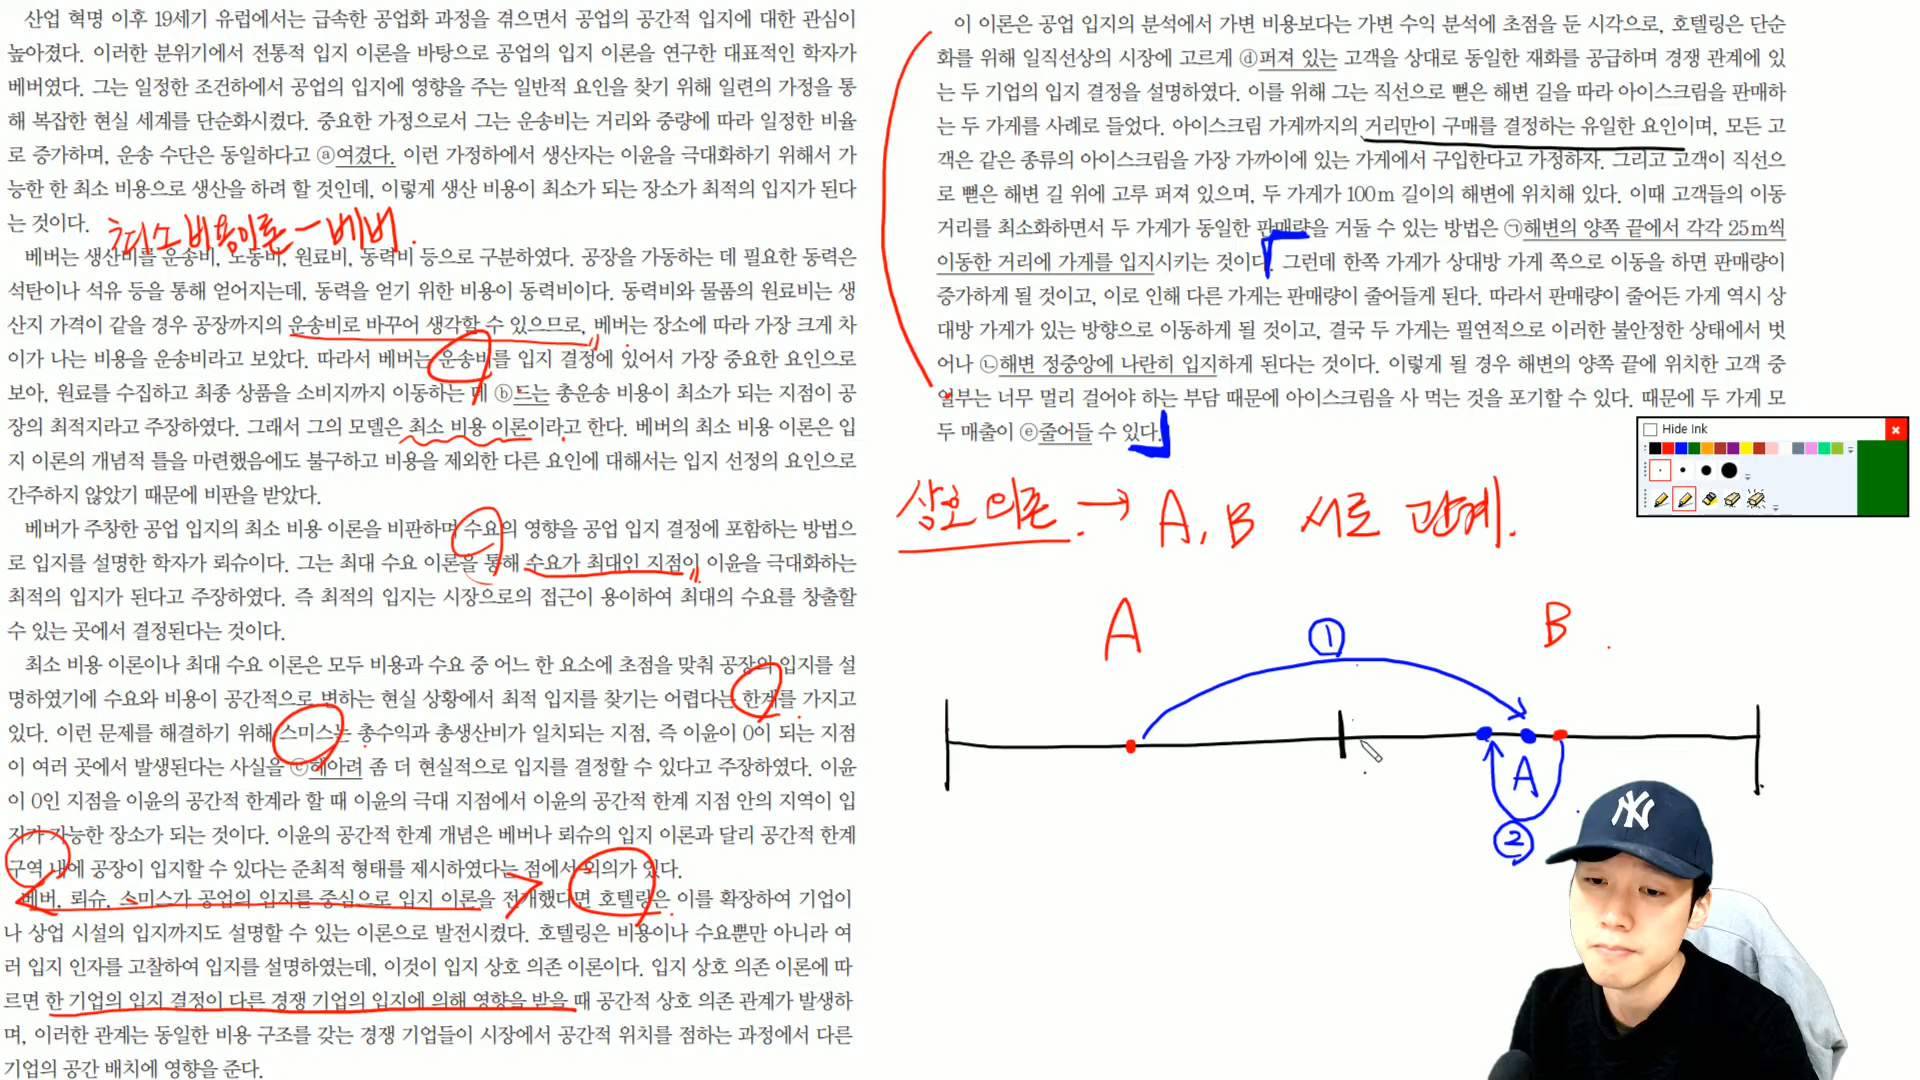 산업 혁명 이후 19세기 유럽에서는 급속한 공업화 과정을 겪으면서 공업의 공간적 입지에 대한 관심이
높아졌다. 이러한 분위기에서 전통적 입지 이론을 바탕으로 공업의 입지 이론을 연구한 대표적인 학자가
베버였다. 그는 일정한 조건하에서 공업의 입지에 영향을 주는 일반적 요인을 찾기 위해 일련의 가정을 통
해 복잡한 현실 세계를 단순화시켰다. 중요한 가정으로서 그는 운송비는 거리와 중량에 따라 일정한 비율
로 증가하며, 운송 수단은 동일하다고 ⓐ여겼다. 이런 가정하에서 생산자는 이윤을 극대화하기 위해서 가
능한 한 최소 비용으로 생산을 하려 할 것인데, 이렇게 생산 비용이 최소가 되는 장소가 최적의 입지가 된다
는 것이다.
최소 비용이론 - 베버.
베버는 생산비를 운송비, 노동비, 원료비, 동력비 등으로 구분하였다. 공장을 가동하는 데 필요한 동력은
석탄이나 석유 등을 통해 얻어지는데, 동력을 얻기 위한 비용이 동력비이다. 동력비와 물품의 원료비는 생
산지 가격이 같을 경우 공장까지의 운송비로 바꾸어 생각할 수 있으므로, 베버는 장소에 따라 가장 크게 차
이가 나는 비용을 운송비라고 보았다. 따라서 베버는 운송비를 입지 결정에 있어서 가장 중요한 요인으로
보아, 원료를 수집하고 최종 상품을 소비지까지 이동하는 데 ⓑ드는 총운송 비용이 최소가 되는 지점이 공
장의 최적지라고 주장하였다. 그래서 그의 모델은 최소 비용 이론이라고 한다. 베버의 최소 비용 이론은 입
지 이론의 개념적 틀을 마련했음에도 불구하고 비용을 제외한 다른 요인에 대해서는 입지 선정의 요인으로
간주하지 않았기 때문에 비판을 받았다.
베버가 주창한 공업 입지의 최소 비용 이론을 비판하며 수요의 영향을 공업 입지 결정에 포함하는 방법으
로 입지를 설명한 학자가 뢰슈이다. 그는 최대 수요 이론을 통해 수요가 최대인 지점이 이윤을 극대화하는
최적의 입지가 된다고 주장하였다. 즉 최적의 입지는 시장으로의 접근이 용이하여 최대의 수요를 창출할
수 있는 곳에서 결정된다는 것이다.
최소 비용 이론이나 최대 수요 이론은 모두 비용과 수요 중 어느 한 요소에 초점을 맞춰 공장의 입지를 설
명하였기에 수요와 비용이 공간적으로 변하는 현실 상황에서 최적 입지를 찾기는 어렵다는 한계를 가지고
있다. 이런 문제를 해결하기 위해 스미스는 총수익과 총생산비가 일치되는 지점, 즉 이윤이 0이 되는 지점
이 여러 곳에서 발생된다는 사실을 ⓒ헤아려 좀 더 현실적으로 입지를 결정할 수 있다고 주장하였다. 이윤
이 0인 지점을 이윤의 공간적 한계라 할 때 이윤의 극대 지점에서 이윤의 공간적 한계 지점 안의 지역이 입
지가 가능한 장소가 되는 것이다. 이윤의 공간적 한계 개념은 베버나 뢰슈의 입지 이론과 달리 공간적 한계
구역 내에 공장이 입지할 수 있다는 준최적 형태를 제시하였다는 점에서 의의가 있다.
베버, 뢰슈, 스미스가 공업의 입지를 중심으로 입지 이론을 전개했다면 호텔링은 이를 확장하여 기업이
나 상업 시설의 입지까지도 설명할 수 있는 이론으로 발전시켰다. 호텔링은 비용이나 수요뿐만 아니라 여
러 입지 인자를 고찰하여 입지를 설명하였는데, 이것이 입지 상호 의존 이론이다. 입지 상호 의존 이론에 따
르면 한 기업의 입지 결정이 다른 경쟁 기업의 입지에 의해 영향을 받을 때 공간적 상호 의존 관계가 발생하
며, 이러한 관계는 동일한 비용 구조를 갖는 경쟁 기업들이 시장에서 공간적 위치를 점하는 과정에서 다른
기업의 공간 배치에 영향을 준다.
이 이론은 공업 입지의 분석에서 가변 비용보다는 가변 수익 분석에 초점을 둔 시각으로, 호텔링은 단순
화를 위해 일직선상의 시장에 고르게 ⓓ퍼져 있는 고객을 상대로 동일한 재화를 공급하며 경쟁 관계에 있
는 두 기업의 입지 결정을 설명하였다. 이를 위해 그는 직선으로 뻗은 해변 길을 따라 아이스크림을 판매하
는 두 가게를 사례로 들었다. 아이스크림 가게까지의 거리만이 구매를 결정하는 유일한 요인이며, 모든 고
객은 같은 종류의 아이스크림을 가장 가까이에 있는 가게에서 구입한다고 가정하자. 그리고 고객이 직선으
로 뻗은 해변 길 위에 고루 퍼져 있으며, 두 가게가 100m 길이의 해변에 위치해 있다. 이때 고객들의 이동
거리를 최소화하면서 두 가게가 동일한 판매량을 거둘 수 있는 방법은 ㉠해변의 양쪽 끝에서 각각 25m씩
이동한 거리에 가게를 입지시키는 것이다. 그런데 한쪽 가게가 상대방 가게 쪽으로 이동을 하면 판매량이
증가하게 될 것이고, 이로 인해 다른 가게는 판매량이 줄어들게 된다. 따라서 판매량이 줄어든 가게 역시 상
대방 가게가 있는 방향으로 이동하게 될 것이고, 결국 두 가게는 필연적으로 이러한 불안정한 상태에서 벗
어나 ㉡해변 정중앙에 나란히 입지하게 된다는 것이다. 이렇게 될 경우 해변의 양쪽 끝에 위치한 고객 중
일부는 너무 멀리 걸어야 하는 부담 때문에 아이스크림을 사 먹는 것을 포기할 수 있다. 때문에 두 가게 모
두 매출이 ⓔ줄어들 수 있다.
Hide Ink
상호 의존. → A, B 서로 관계.
A ① B
A
②
NY